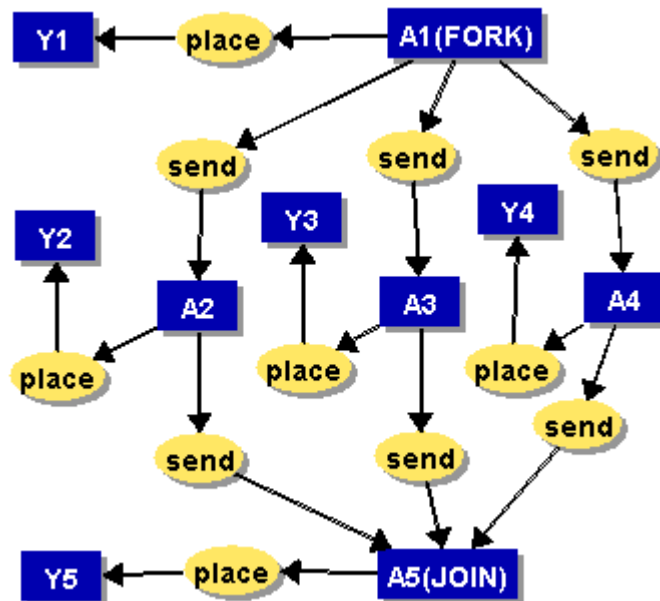 Y1
place
A1(FORK)
send
send
send
Y2
Y3
Y4
A2
A3
A4
place
place
place
send
send
send
Y5
place
A5(JOIN)